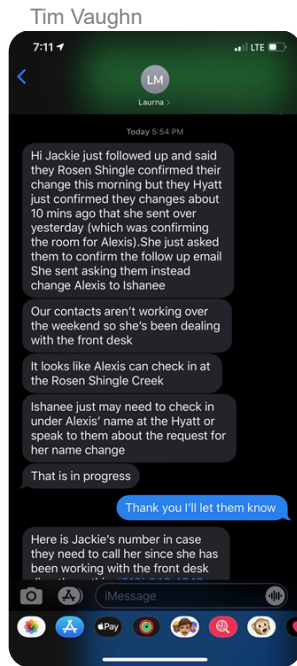 Tim Vaughn
7:11
LTE
LM
Laurna >
Today 5:54 PM
Hi Jackie just followed up and said
they Rosen Shingle confirmed their
change this morning but they Hyatt
just confirmed they changes about
10 mins ago that she sent over
yesterday (which was confirming
the room for Alexis).She just asked
them to confirm the follow up email
She sent asking them instead
change Alexis to Ishanee
Our contacts aren't working over
the weekend so she's been dealing
with the front desk
It looks like Alexis can check in at
the Rosen Shingle Creek
Ishanee just may need to check in
under Alexis' name at the Hyatt or
speak to them about the request for
her name change
That is in progress
Thank you I'll let them know
Here is Jackie's number in case
they need to call her since she has
been working with the front desk
iMessage
Pay